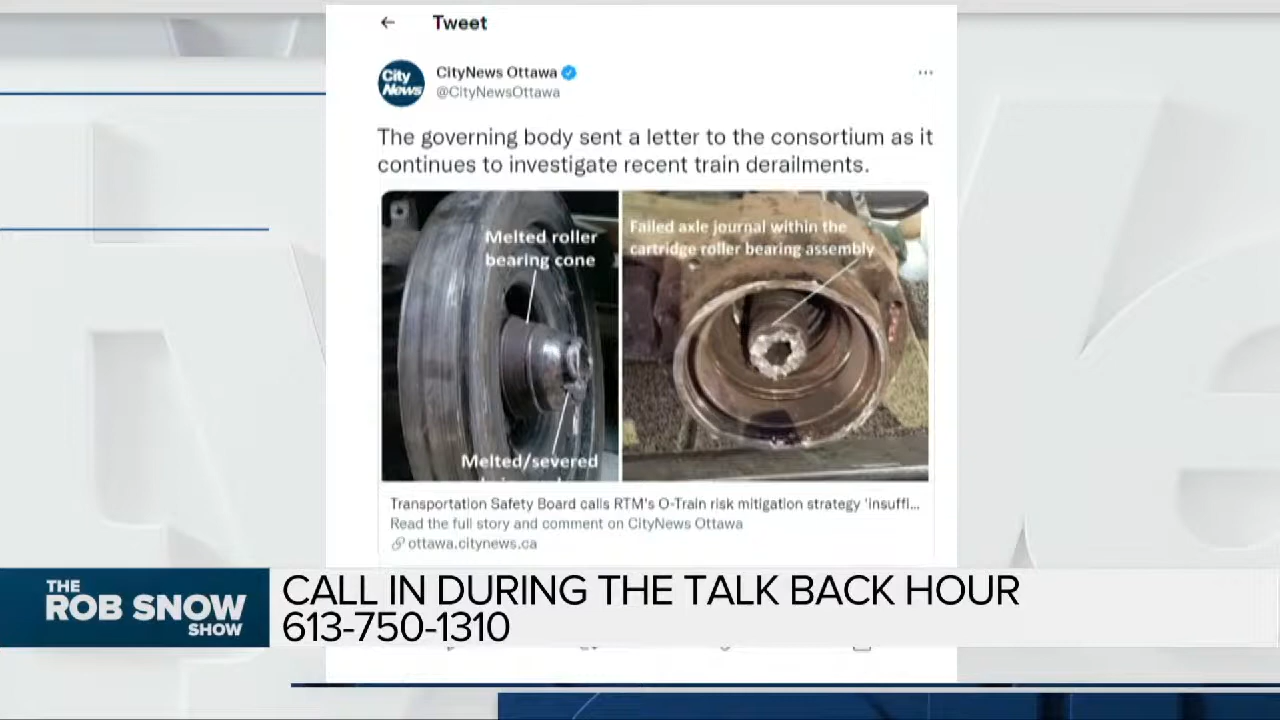 Tweet
City
News
CityNews Ottawa
@CityNewsOttawa
The governing body sent a letter to the consortium as it
continues to investigate recent train derailments.
Melted roller
bearing cone
Failed axle journal within the
cartridge roller bearing assembly
Melted/severed
Transportation Safety Board calls RTM's O-Train risk mitigation strategy 'insuffi...
Read the full story and comment on CityNews Ottawa
ottawa.citynews.ca
THE
ROB SNOW
SHOW
CALL IN DURING THE TALK BACK HOUR
613-750-1310